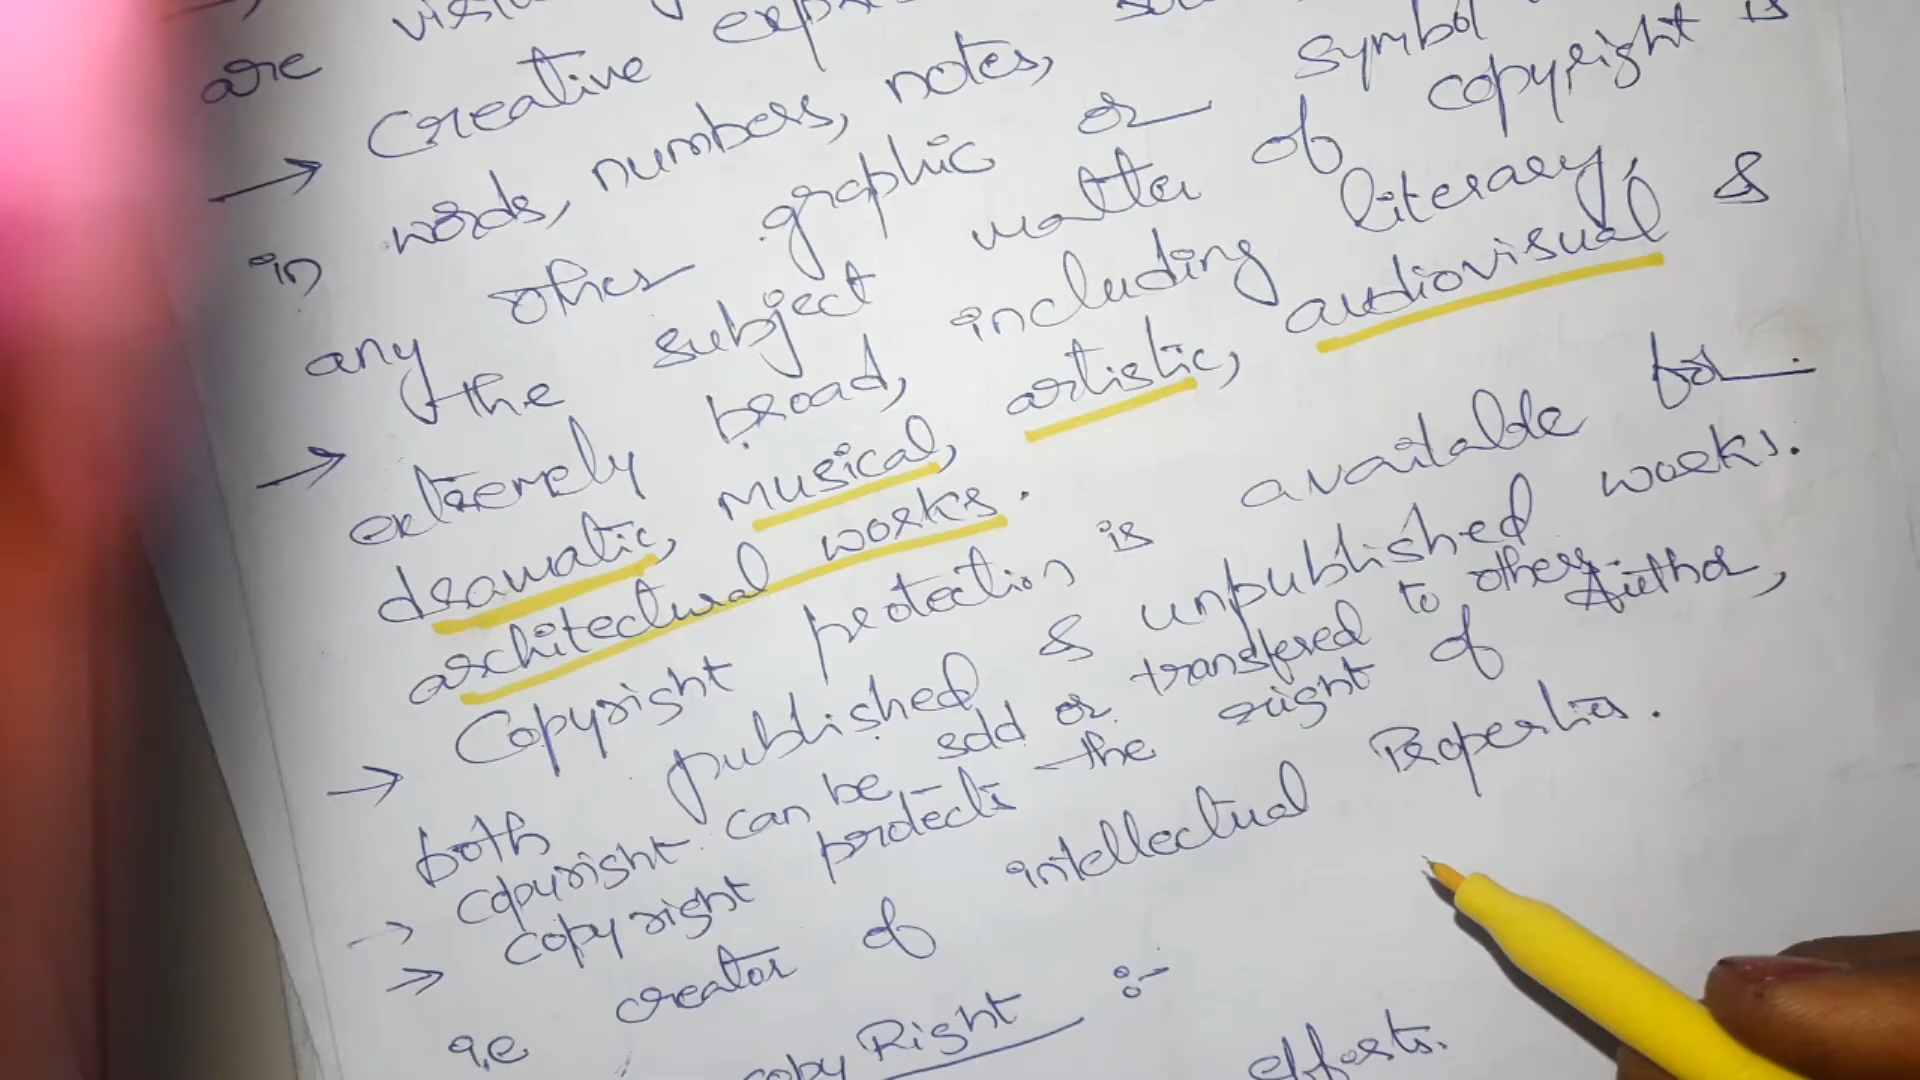 are
→ Creative
in words, numbers, notes,
any other graphic or symbol
→ the subject matter of copyright is
extremely broad, including literary,
dramatic, musical, artistic, audiovisual &
architectural works.
→ Copyright protection is available for
both published & unpublished works.
→ copyright can be sold or transfered to others.
→ copyright protects the right of Author,
i.e creator of intellectual Properties.
copy Right :-
efforts.